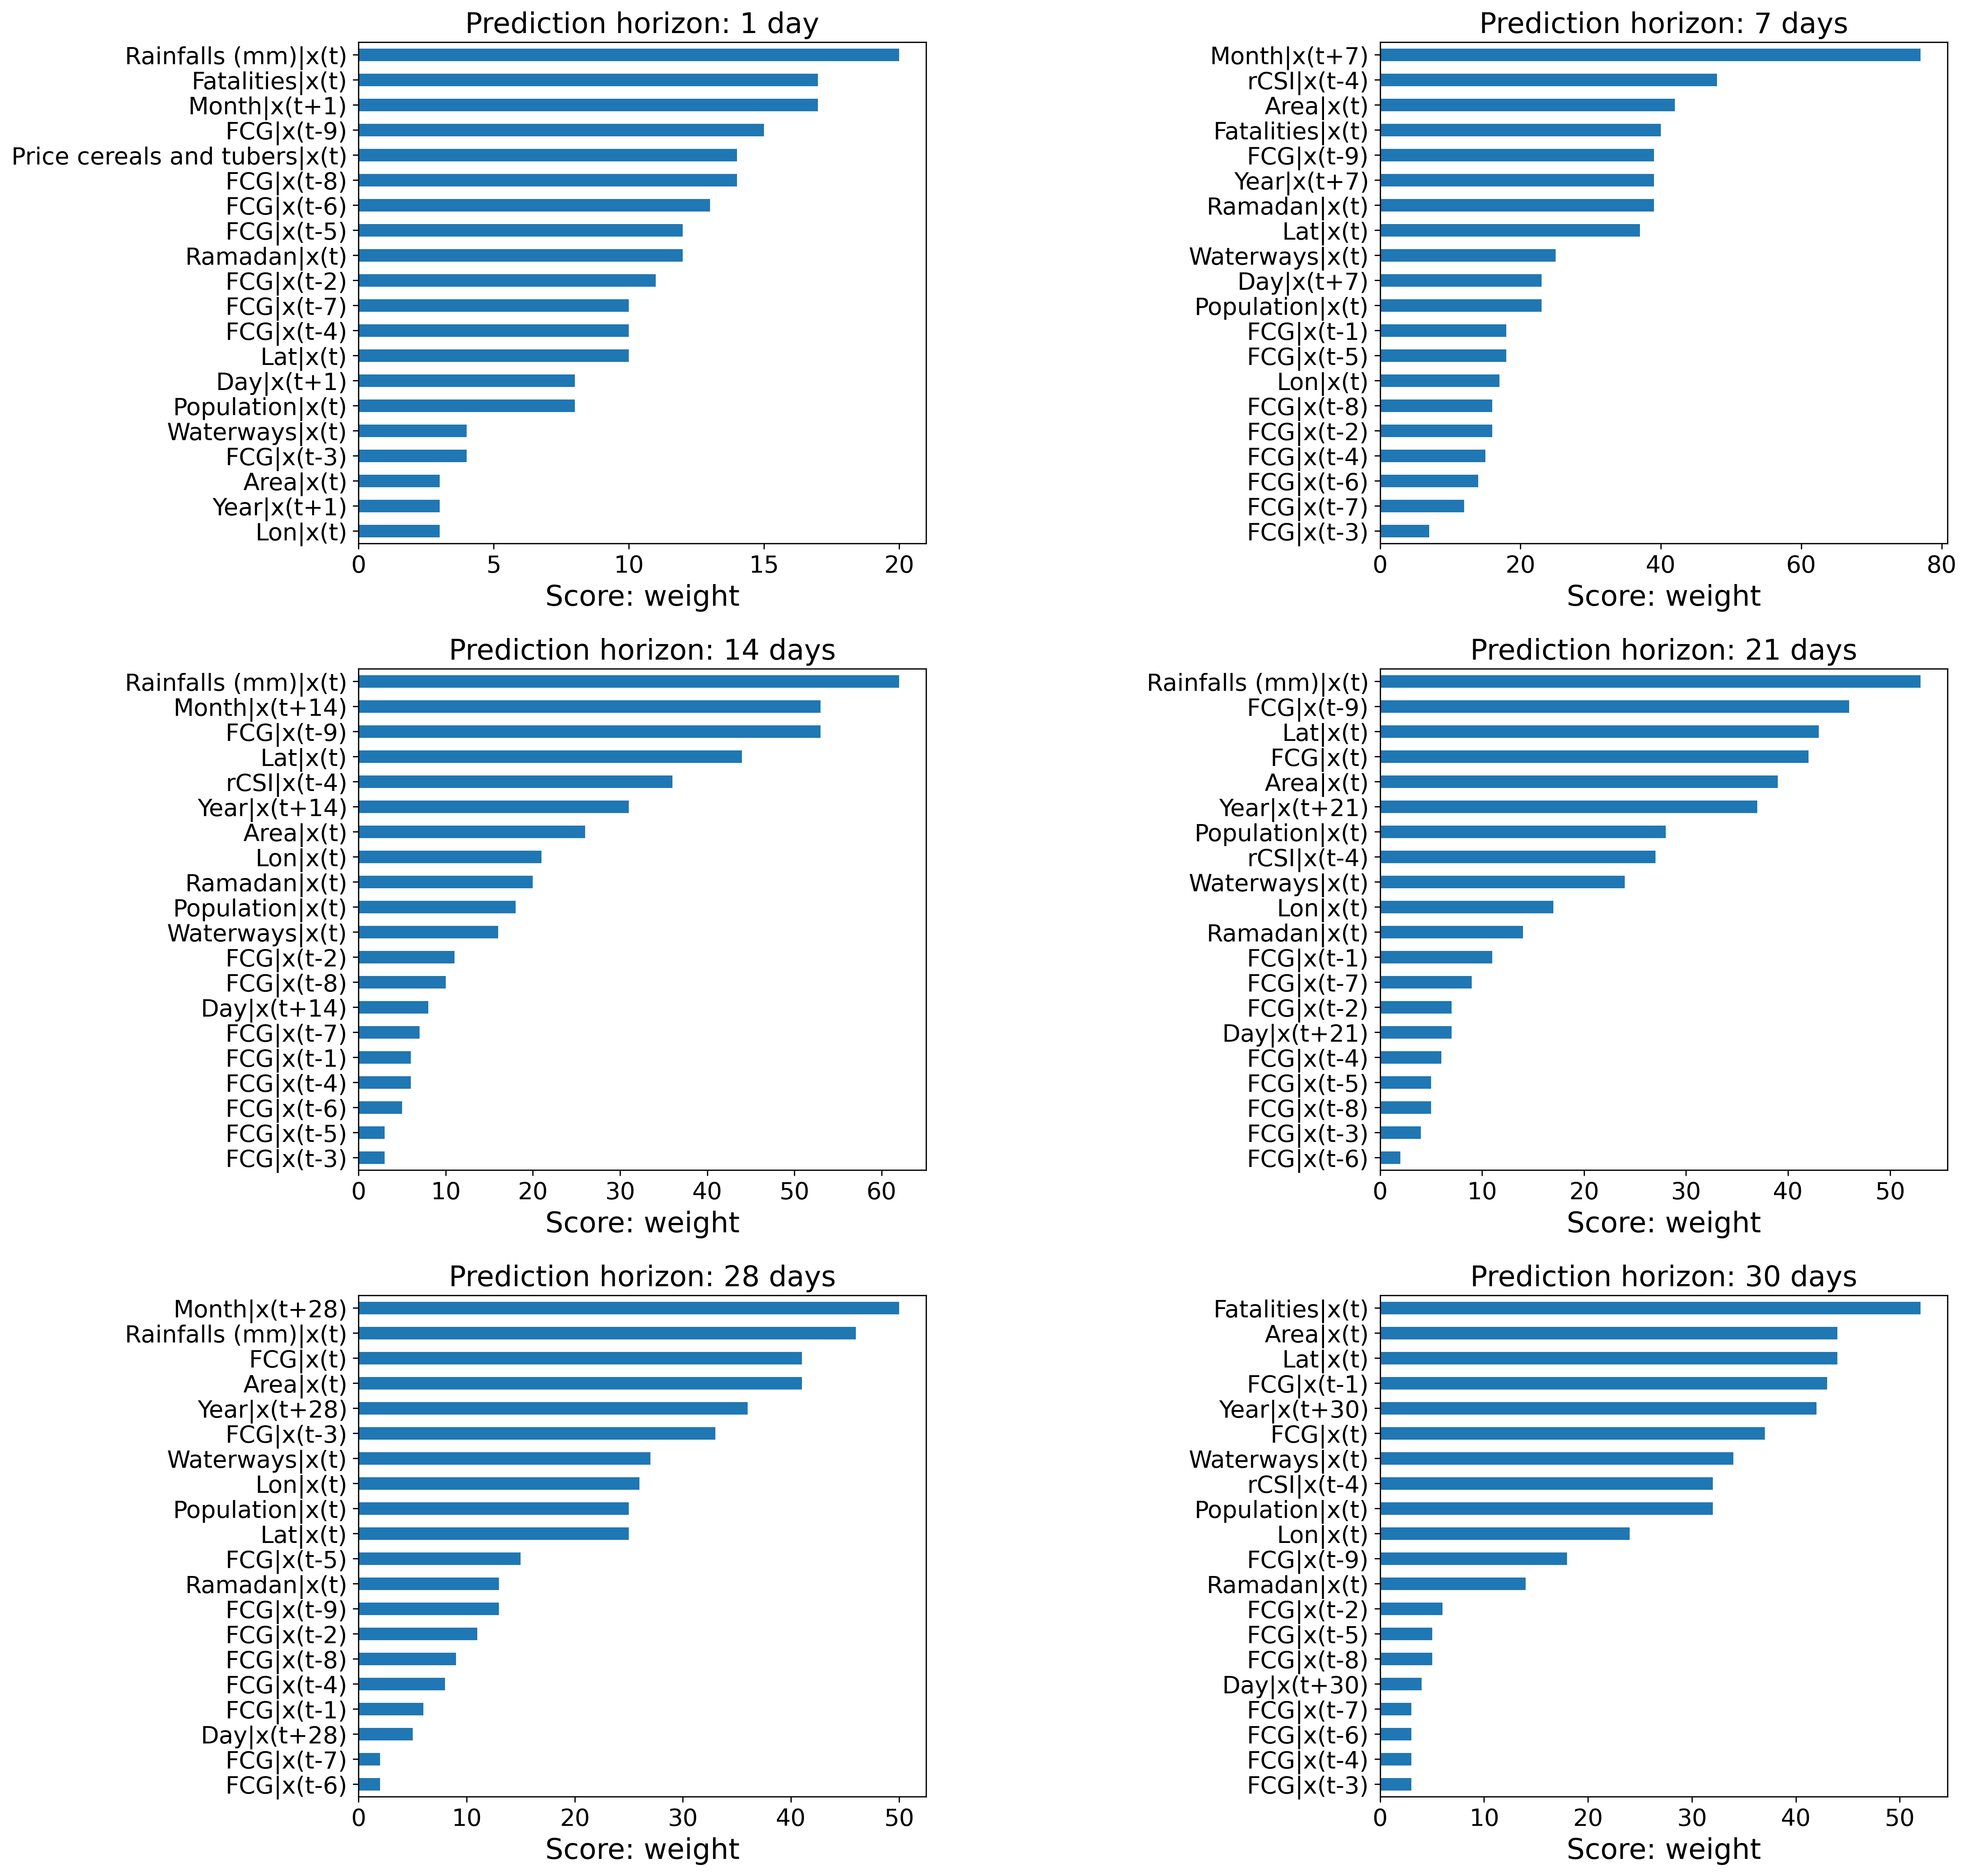 Prediction horizon: 1 day
Rainfalls (mm)|x(t)
Fatalities|x(t)
Month|x(t+1)
FCG|x(t-9)
Price cereals and tubers|x(t)
FCG|x(t-8)
FCG|x(t-6)
FCG|x(t-5)
Ramadan|x(t)
FCG|x(t-2)
FCG|x(t-7)
FCG|x(t-4)
Lat|x(t)
Day|x(t+1)
Population|x(t)
Waterways|x(t)
FCG|x(t-3)
Area|x(t)
Year|x(t+1)
Lon|x(t)
0 5 10 15 20
Score: weight
Prediction horizon: 7 days
Month|x(t+7)
rCSI|x(t-4)
Area|x(t)
Fatalities|x(t)
FCG|x(t-9)
Year|x(t+7)
Ramadan|x(t)
Lat|x(t)
Waterways|x(t)
Day|x(t+7)
Population|x(t)
FCG|x(t-1)
FCG|x(t-5)
Lon|x(t)
FCG|x(t-8)
FCG|x(t-2)
FCG|x(t-4)
FCG|x(t-6)
FCG|x(t-7)
FCG|x(t-3)
0 20 40 60 80
Score: weight
Prediction horizon: 14 days
Rainfalls (mm)|x(t)
Month|x(t+14)
FCG|x(t-9)
Lat|x(t)
rCSI|x(t-4)
Year|x(t+14)
Area|x(t)
Lon|x(t)
Ramadan|x(t)
Population|x(t)
Waterways|x(t)
FCG|x(t-2)
FCG|x(t-8)
Day|x(t+14)
FCG|x(t-7)
FCG|x(t-1)
FCG|x(t-4)
FCG|x(t-6)
FCG|x(t-5)
FCG|x(t-3)
0 10 20 30 40 50 60
Score: weight
Prediction horizon: 21 days
Rainfalls (mm)|x(t)
FCG|x(t-9)
Lat|x(t)
FCG|x(t)
Area|x(t)
Year|x(t+21)
Population|x(t)
rCSI|x(t-4)
Waterways|x(t)
Lon|x(t)
Ramadan|x(t)
FCG|x(t-1)
FCG|x(t-7)
FCG|x(t-2)
Day|x(t+21)
FCG|x(t-4)
FCG|x(t-5)
FCG|x(t-8)
FCG|x(t-3)
FCG|x(t-6)
0 10 20 30 40 50
Score: weight
Prediction horizon: 28 days
Month|x(t+28)
Rainfalls (mm)|x(t)
FCG|x(t)
Area|x(t)
Year|x(t+28)
FCG|x(t-3)
Waterways|x(t)
Lon|x(t)
Population|x(t)
Lat|x(t)
FCG|x(t-5)
Ramadan|x(t)
FCG|x(t-9)
FCG|x(t-2)
FCG|x(t-8)
FCG|x(t-4)
FCG|x(t-1)
Day|x(t+28)
FCG|x(t-7)
FCG|x(t-6)
0 10 20 30 40 50
Score: weight
Prediction horizon: 30 days
Fatalities|x(t)
Area|x(t)
Lat|x(t)
FCG|x(t-1)
Year|x(t+30)
FCG|x(t)
Waterways|x(t)
rCSI|x(t-4)
Population|x(t)
Lon|x(t)
FCG|x(t-9)
Ramadan|x(t)
FCG|x(t-2)
FCG|x(t-5)
FCG|x(t-8)
Day|x(t+30)
FCG|x(t-7)
FCG|x(t-6)
FCG|x(t-4)
FCG|x(t-3)
0 10 20 30 40 50
Score: weight